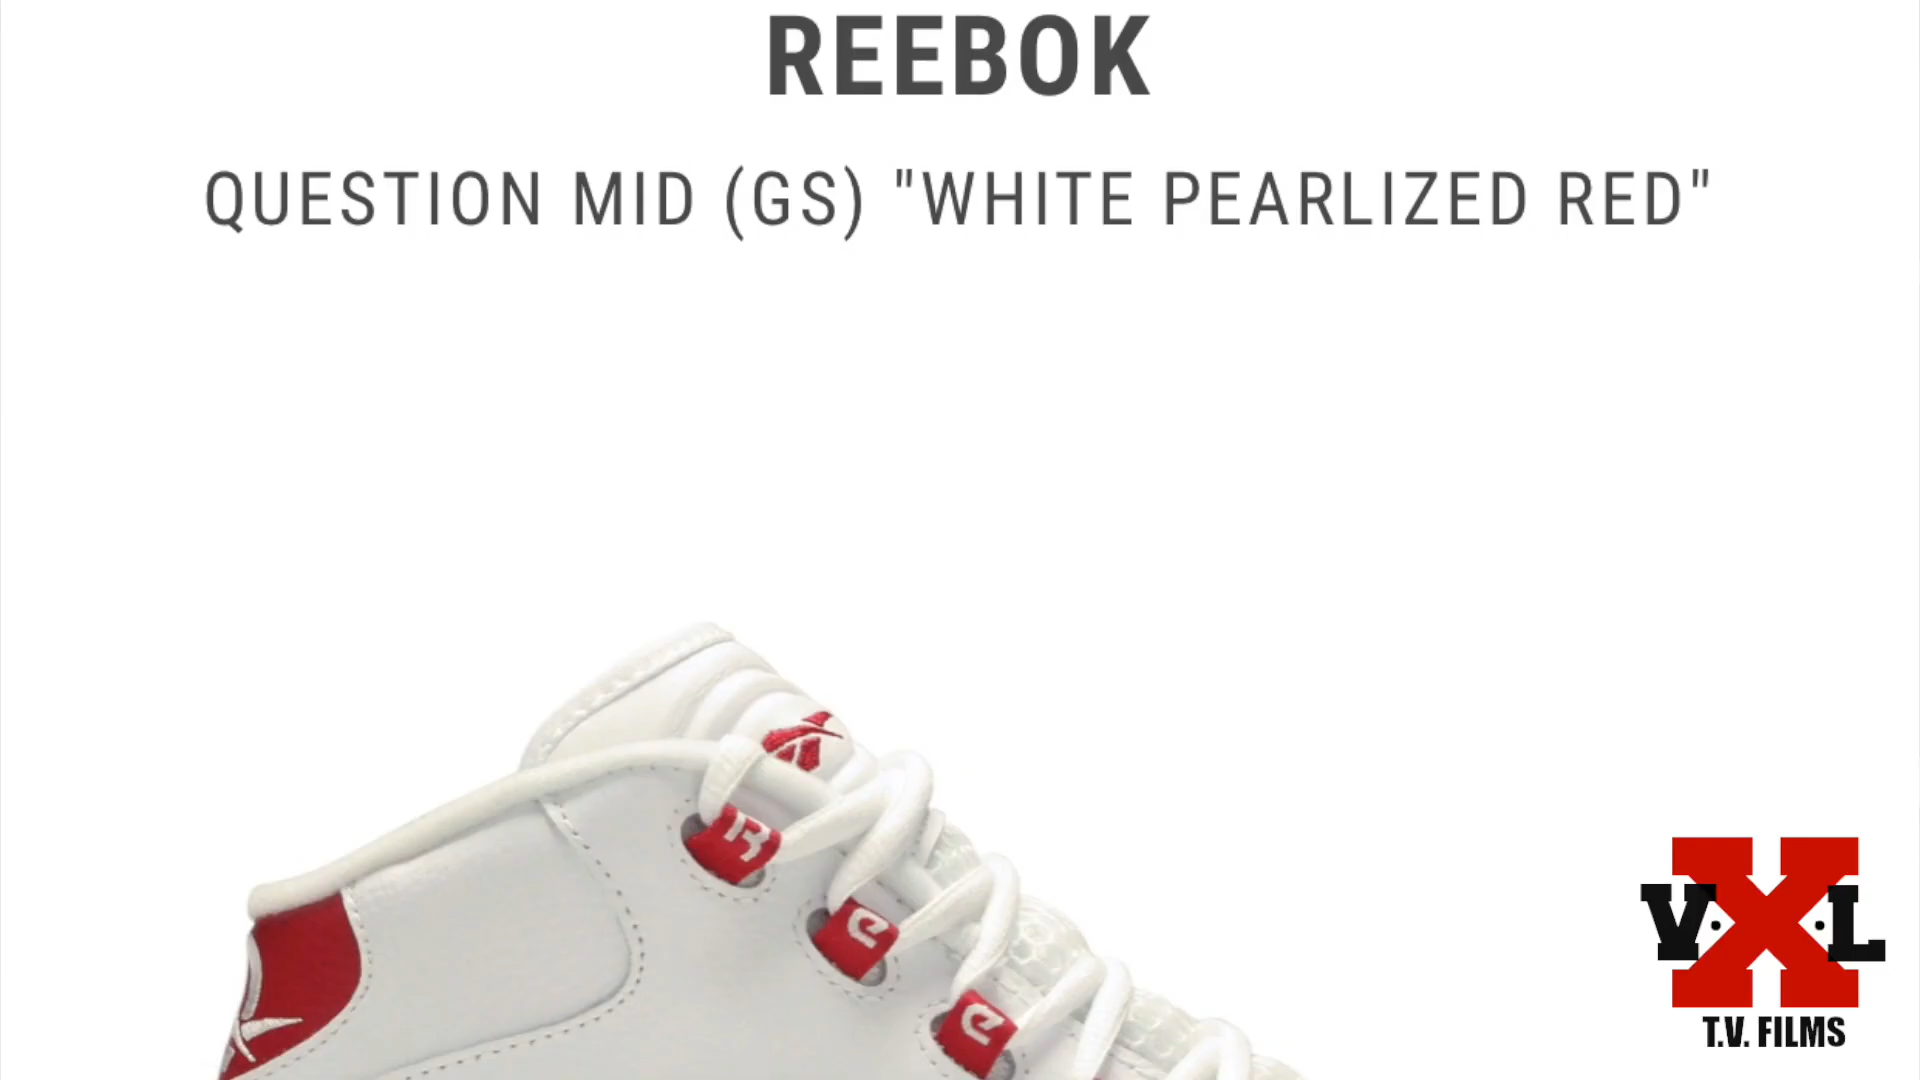 REEBOK
QUESTION MID (GS) "WHITE PEARLIZED RED"
V·X·L
T.V. FILMS